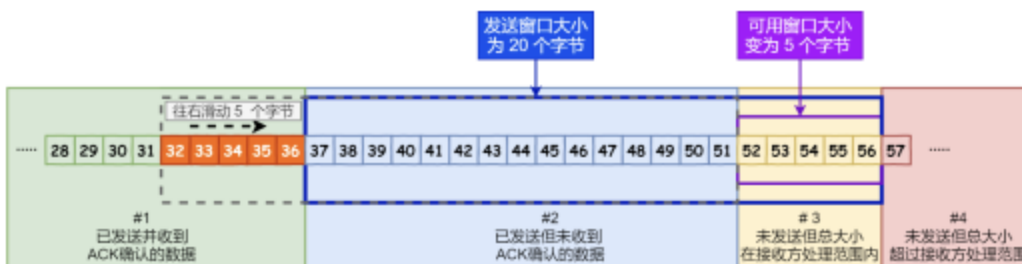 发送窗口大小
为 20 个字节
可用窗口大小
变为 5 个字节
往右滑动 5 个字节
...... 28 29 30 31 32 33 34 35 36 37 38 39 40 41 42 43 44 45 46 47 48 49 50 51 52 53 54 55 56 57 ......
#1
已发送并收到
ACK确认的数据
#2
已发送但未收到
ACK确认的数据
# 3
未发送但总大小
在接收方处理范围内
#4
未发送但总大小
超过接收方处理范围